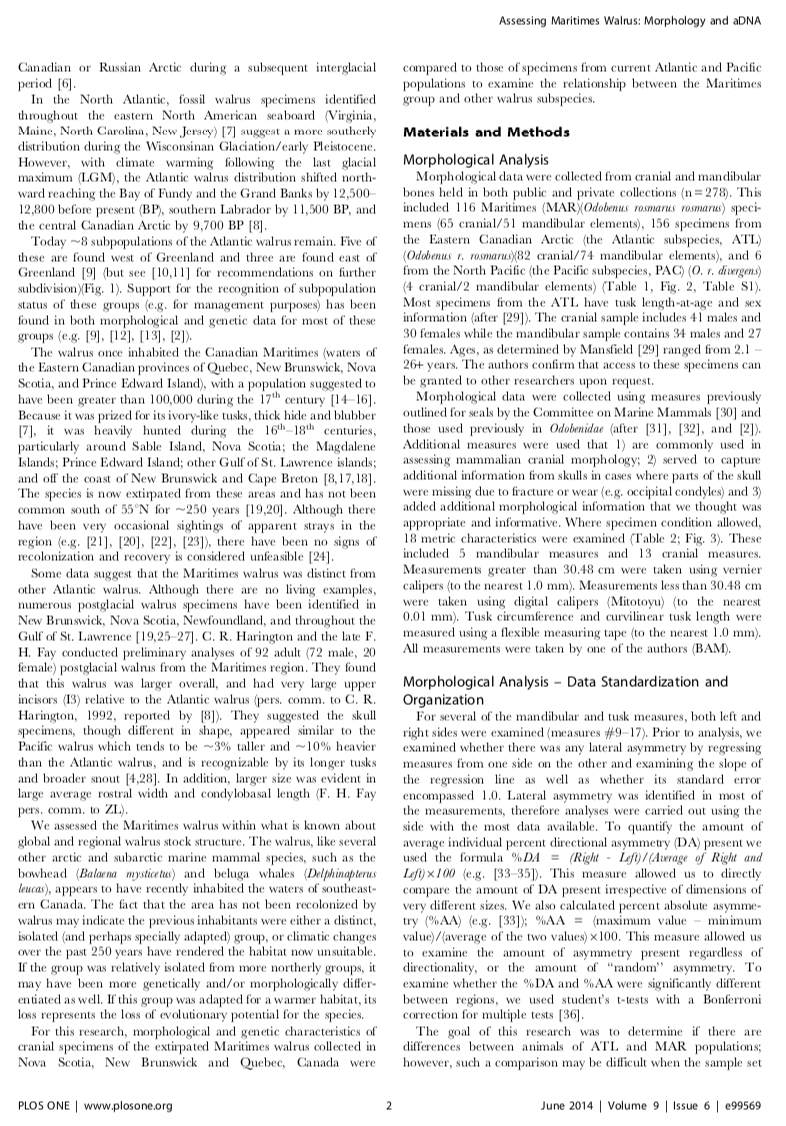 Assessing Maritimes Walrus: Morphology and aDNA
Canadian or Russian Arctic during a subsequent interglacial
period [6].
In the North Atlantic, fossil walrus specimens identified
throughout the eastern North American seaboard (Virginia,
Maine, North Carolina, New Jersey) [7] suggest a more southerly
distribution during the Wisconsinan Glaciation/early Pleistocene.
However, with climate warming following the last glacial
maximum (LGM), the Atlantic walrus distribution shifted north-
ward reaching the Bay of Fundy and the Grand Banks by 12,500–
12,800 before present (BP), southern Labrador by 11,500 BP, and
the central Canadian Arctic by 9,700 BP [8].
Today ~8 subpopulations of the Atlantic walrus remain. Five of
these are found west of Greenland and three are found east of
Greenland [9] (but see [10,11] for recommendations on further
subdivision)(Fig. 1). Support for the recognition of subpopulation
status of these groups (e.g. for management purposes) has been
found in both morphological and genetic data for most of these
groups (e.g. [9], [12], [13], [2]).
The walrus once inhabited the Canadian Maritimes (waters of
the Eastern Canadian provinces of Quebec, New Brunswick, Nova
Scotia, and Prince Edward Island), with a population suggested to
have been greater than 100,000 during the 17th century [14–16].
Because it was prized for its ivory-like tusks, thick hide and blubber
[7], it was heavily hunted during the 16th–18th centuries,
particularly around Sable Island, Nova Scotia; the Magdalene
Islands; Prince Edward Island; other Gulf of St. Lawrence islands;
and off the coast of New Brunswick and Cape Breton [8,17,18].
The species is now extirpated from these areas and has not been
common south of 55°N for ~250 years [19,20]. Although there
have been very occasional sightings of apparent strays in the
region (e.g. [21], [20], [22], [23]), there have been no signs of
recolonization and recovery is considered unfeasible [24].
Some data suggest that the Maritimes walrus was distinct from
other Atlantic walrus. Although there are no living examples,
numerous postglacial walrus specimens have been identified in
New Brunswick, Nova Scotia, Newfoundland, and throughout the
Gulf of St. Lawrence [19,25–27]. C. R. Harington and the late F.
H. Fay conducted preliminary analyses of 92 adult (72 male, 20
female) postglacial walrus from the Maritimes region. They found
that this walrus was larger overall, and had very large upper
incisors (I3) relative to the Atlantic walrus (pers. comm. to C. R.
Harington, 1992, reported by [8]). They suggested the skull
specimens, though different in shape, appeared similar to the
Pacific walrus which tends to be ~3% taller and ~10% heavier
than the Atlantic walrus, and is recognizable by its longer tusks
and broader snout [4,28]. In addition, larger size was evident in
large average rostral width and condylobasal length (F. H. Fay
pers. comm. to ZL).
We assessed the Maritimes walrus within what is known about
global and regional walrus stock structure. The walrus, like several
other arctic and subarctic marine mammal species, such as the
bowhead (Balaena mysticetus) and beluga whales (Delphinapterus
leucas), appears to have recently inhabited the waters of southeast-
ern Canada. The fact that the area has not been recolonized by
walrus may indicate the previous inhabitants were either a distinct,
isolated (and perhaps specially adapted) group, or climatic changes
over the past 250 years have rendered the habitat now unsuitable.
If the group was relatively isolated from more northerly groups, it
may have been more genetically and/or morphologically differ-
entiated as well. If this group was adapted for a warmer habitat, its
loss represents the loss of evolutionary potential for the species.
For this research, morphological and genetic characteristics of
cranial specimens of the extirpated Maritimes walrus collected in
Nova Scotia, New Brunswick and Quebec, Canada were
compared to those of specimens from current Atlantic and Pacific
populations to examine the relationship between the Maritimes
group and other walrus subspecies.
Materials and Methods
Morphological Analysis
Morphological data were collected from cranial and mandibular
bones held in both public and private collections (n = 278). This
included 116 Maritimes (MAR)(Odobenus rosmarus rosmarus) speci-
mens (65 cranial/51 mandibular elements), 156 specimens from
the Eastern Canadian Arctic (the Atlantic subspecies, ATL)
(Odobenus r. rosmarus)(82 cranial/74 mandibular elements), and 6
from the North Pacific (the Pacific subspecies, PAC) (O. r. divergens)
(4 cranial/2 mandibular elements) (Table 1, Fig. 2, Table S1).
Most specimens from the ATL have tusk length-at-age and sex
information (after [29]). The cranial sample includes 41 males and
30 females while the mandibular sample contains 34 males and 27
females. Ages, as determined by Mansfield [29] ranged from 2.1 –
26+ years. The authors confirm that access to these specimens can
be granted to other researchers upon request.
Morphological data were collected using measures previously
outlined for seals by the Committee on Marine Mammals [30] and
those used previously in Odobenidae (after [31], [32], and [2]).
Additional measures were used that 1) are commonly used in
assessing mammalian cranial morphology; 2) served to capture
additional information from skulls in cases where parts of the skull
were missing due to fracture or wear (e.g. occipital condyles) and 3)
added additional morphological information that we thought was
appropriate and informative. Where specimen condition allowed,
18 metric characteristics were examined (Table 2; Fig. 3). These
included 5 mandibular measures and 13 cranial measures.
Measurements greater than 30.48 cm were taken using vernier
calipers (to the nearest 1.0 mm). Measurements less than 30.48 cm
were taken using digital calipers (Mitotoyu) (to the nearest
0.01 mm). Tusk circumference and curvilinear tusk length were
measured using a flexible measuring tape (to the nearest 1.0 mm).
All measurements were taken by one of the authors (BAM).
Morphological Analysis – Data Standardization and
Organization
For several of the mandibular and tusk measures, both left and
right sides were examined (measures #9–17). Prior to analysis, we
examined whether there was any lateral asymmetry by regressing
measures from one side on the other and examining the slope of
the regression line as well as whether its standard error
encompassed 1.0. Lateral asymmetry was identified in most of
the measurements, therefore analyses were carried out using the
side with the most data available. To quantify the amount of
average individual percent directional asymmetry (DA) present we
used the formula %DA = (Right - Left)/(Average of Right and
Left)×100 (e.g. [33–35]). This measure allowed us to directly
compare the amount of DA present irrespective of dimensions of
very different sizes. We also calculated percent absolute asymme-
try (%AA) (e.g. [33]); %AA = (maximum value – minimum
value)/(average of the two values)×100. This measure allowed us
to examine the amount of asymmetry present regardless of
directionality, or the amount of "random" asymmetry. To
examine whether the %DA and %AA were significantly different
between regions, we used student's t-tests with a Bonferroni
correction for multiple tests [36].
The goal of this research was to determine if there are
differences between animals of ATL and MAR populations;
however, such a comparison may be difficult when the sample set
PLOS ONE | www.plosone.org
2
June 2014 | Volume 9 | Issue 6 | e99569